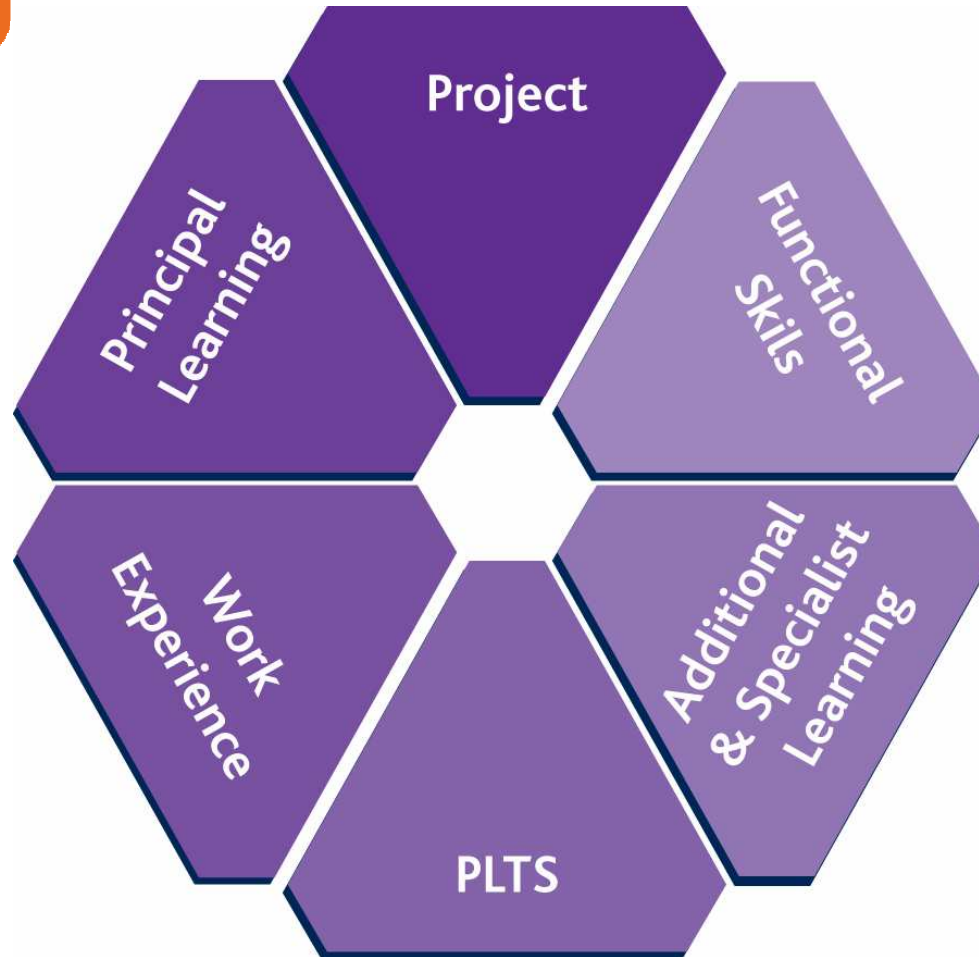 Project
Functional
Skils
Additional
& Specialist
Learning
PLTS
Work
Experience
Principal
Learning